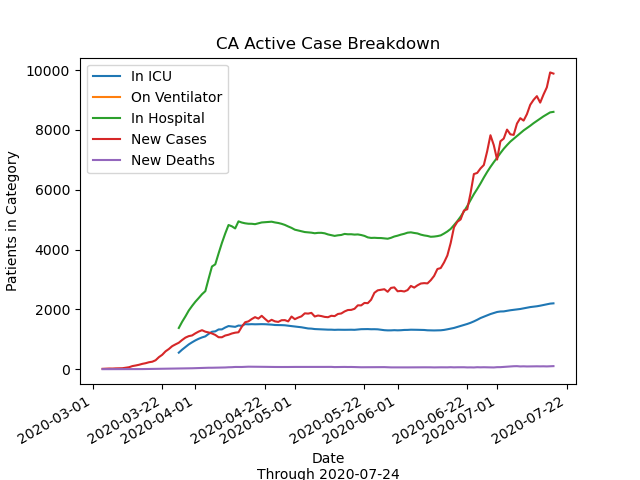 CA Active Case Breakdown
10000
8000
6000
4000
2000
0
Patients in Category
In ICU
On Ventilator
In Hospital
New Cases
New Deaths
2020-03-01
2020-03-22
2020-04-01
2020-04-22
2020-05-01
2020-05-22
2020-06-01
2020-06-22
2020-07-01
2020-07-22
Date
Through 2020-07-24